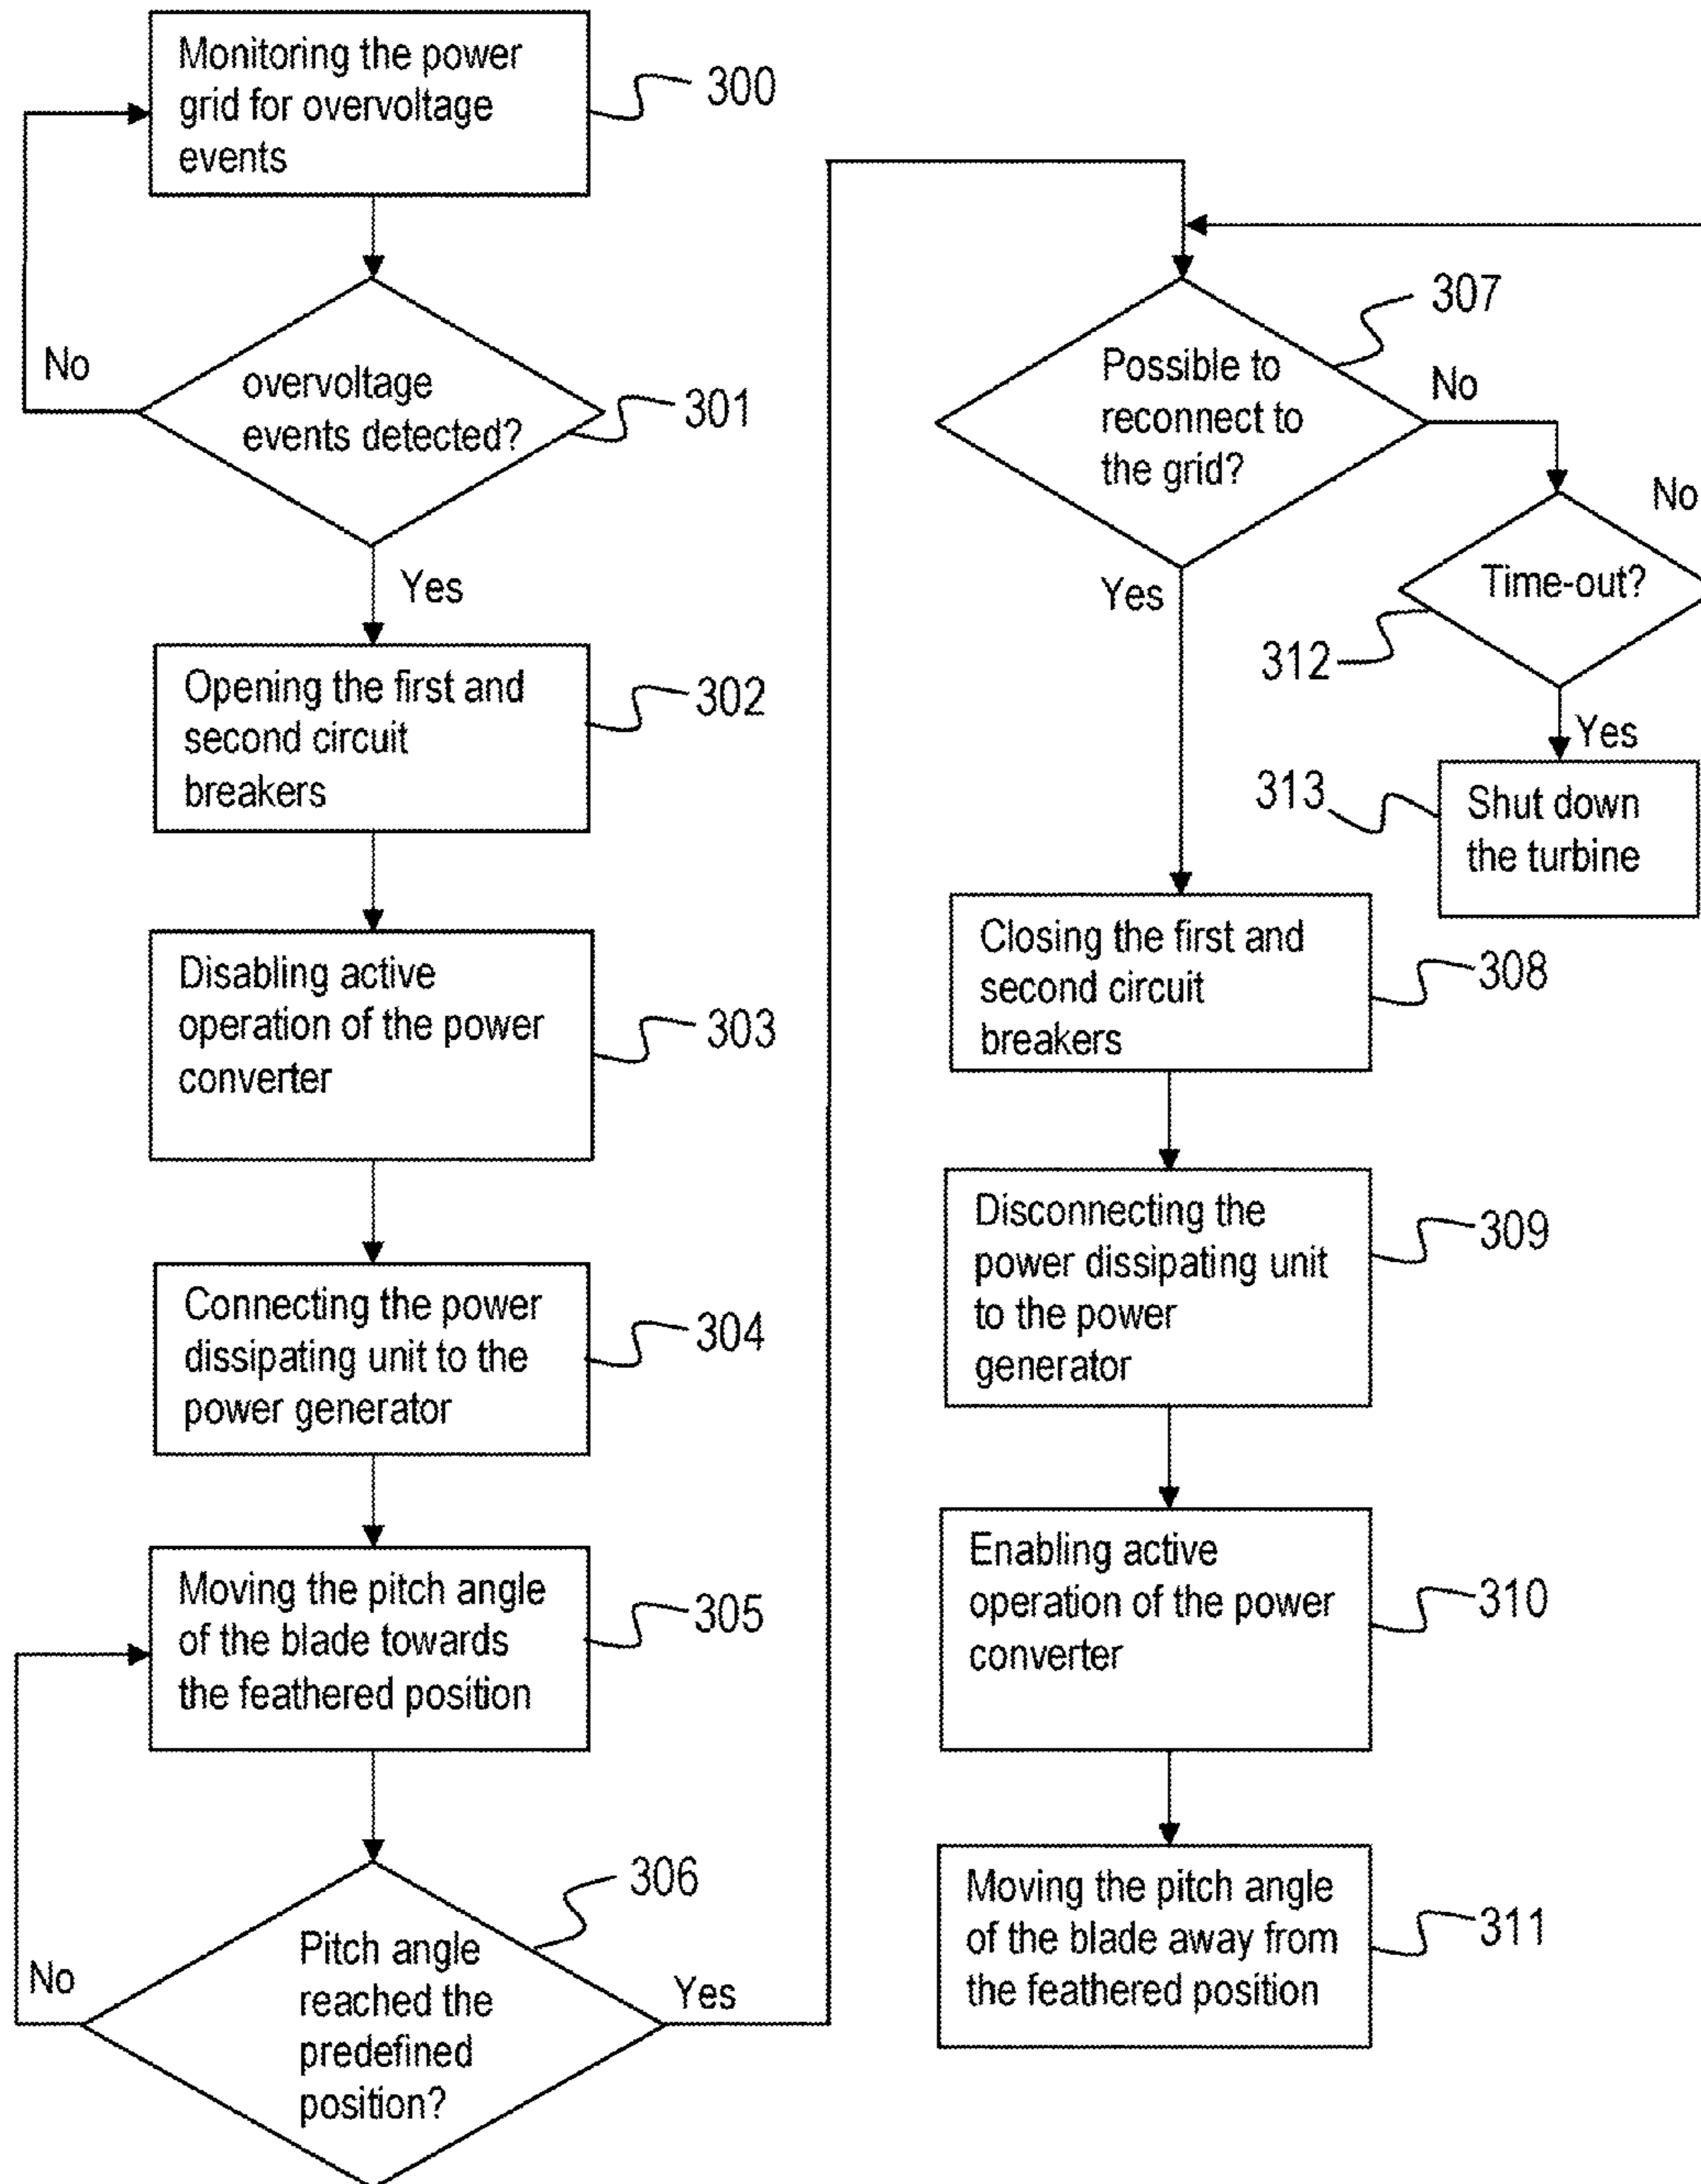 Monitoring the power
grid for overvoltage
events
300
No
overvoltage
events detected?
301
Yes
Opening the first and
second circuit
breakers
302
Disabling active
operation of the power
converter
303
Connecting the power
dissipating unit to the
power generator
304
Moving the pitch angle
of the blade towards
the feathered position
305
306
No
Pitch angle
reached the
predefined
position?
Yes
307
Possible to
reconnect to
the grid?
No
No
Time-out?
312
Yes
Yes
313
Shut down
the turbine
Closing the first and
second circuit
breakers
308
Disconnecting the
power dissipating unit
to the power
generator
309
Enabling active
operation of the power
converter
310
Moving the pitch angle
of the blade away from
the feathered position
311